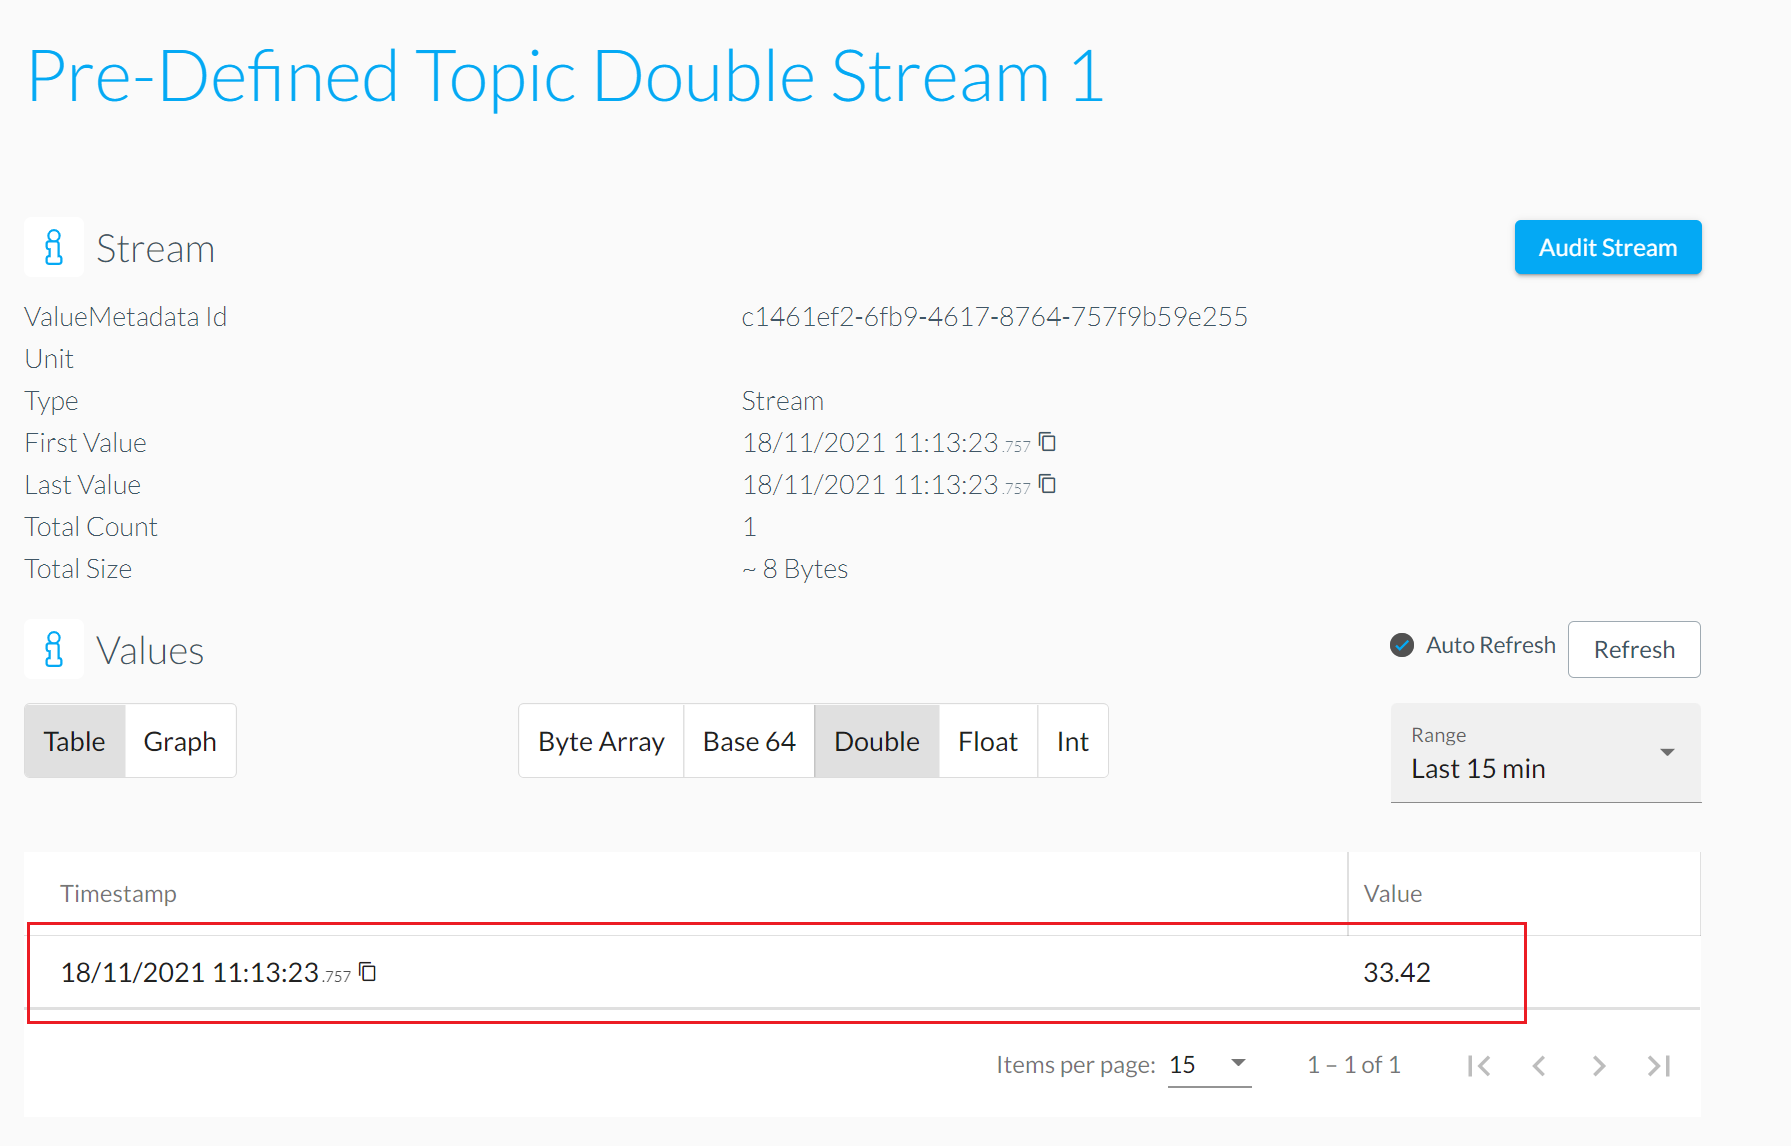 Pre-Defined Topic Double Stream 1
Stream
Audit Stream
ValueMetadata Id c1461ef2-6fb9-4617-8764-757f9b59e255
Unit
Type Stream
First Value 18/11/2021 11:13:23.757
Last Value 18/11/2021 11:13:23.757
Total Count 1
Total Size ~ 8 Bytes
Values
Auto Refresh Refresh
Table Graph Byte Array Base 64 Double Float Int
Range
Last 15 min
Timestamp Value
18/11/2021 11:13:23.757 33.42
Items per page: 15 1 – 1 of 1